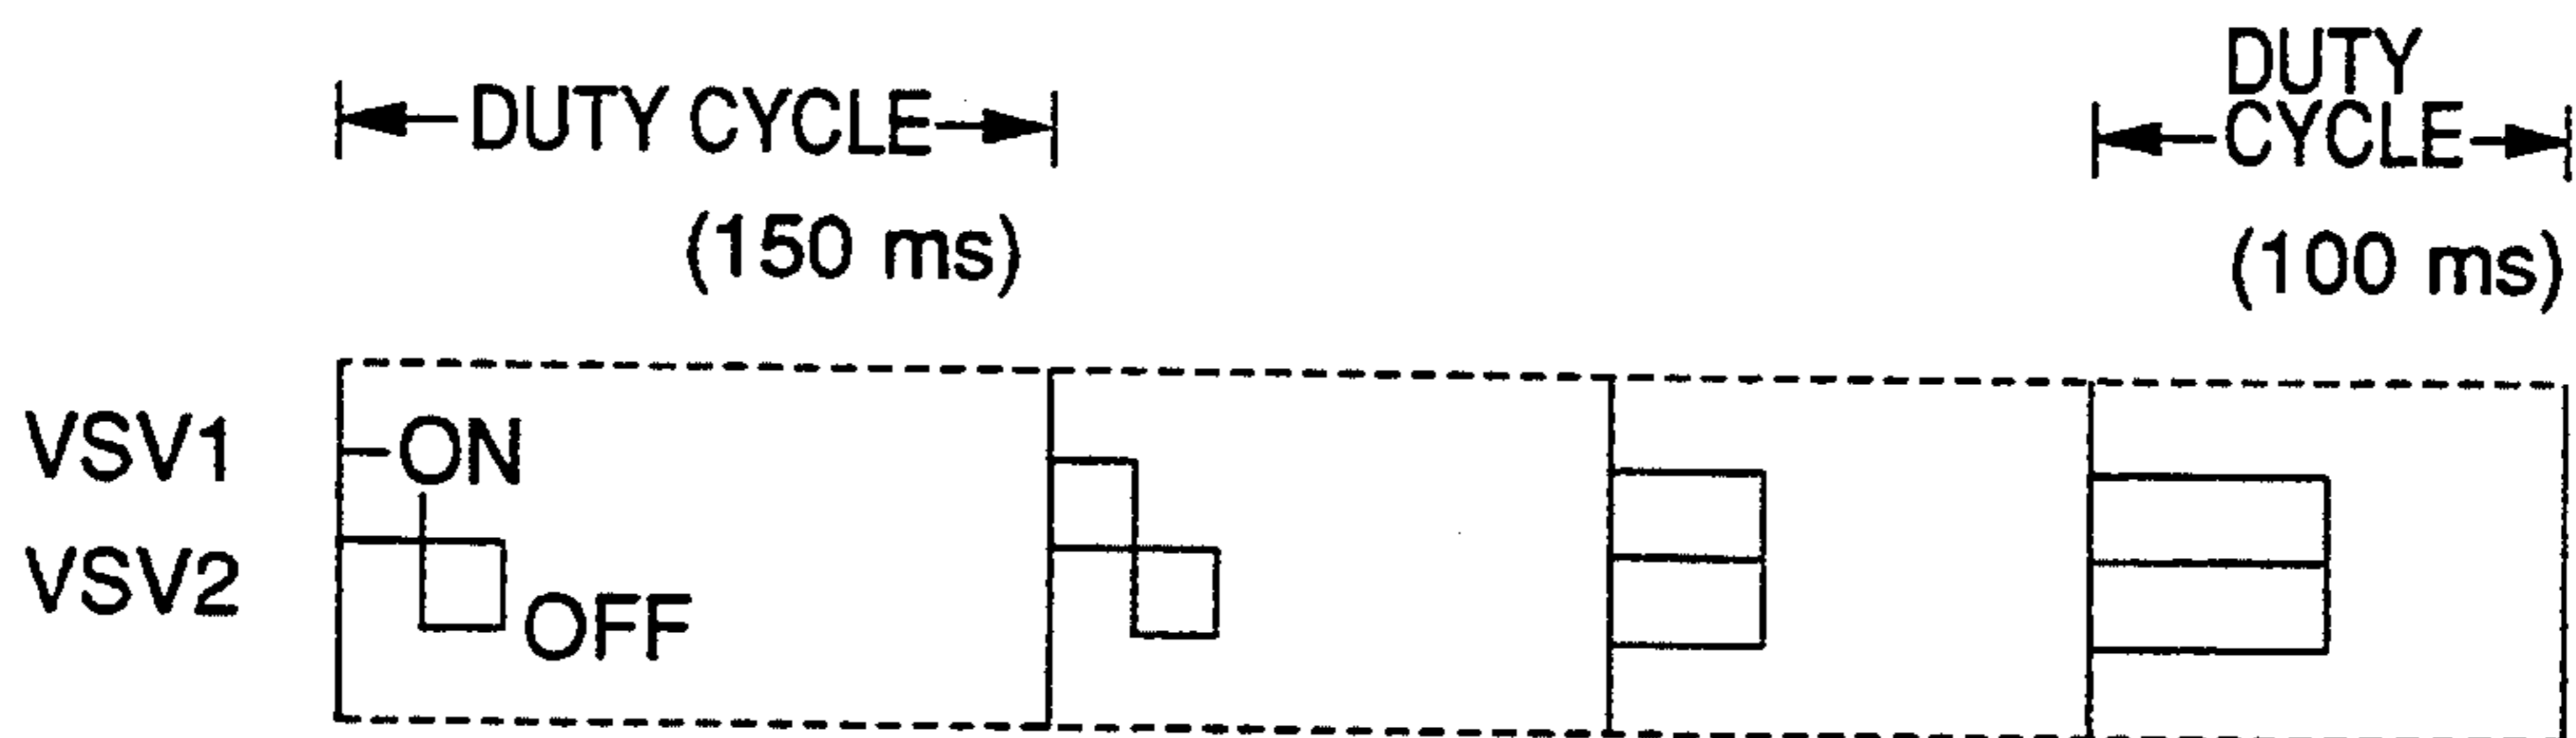 DUTY CYCLE
(150 ms)
DUTY
CYCLE
(100 ms)
VSV1
ON
VSV2
OFF